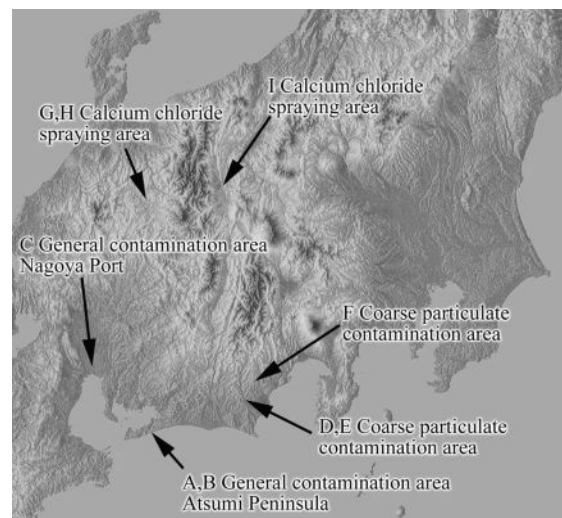 I Calcium chloride
spraying area
G,H Calcium chloride
spraying area
C General contamination area
Nagoya Port
F Coarse particulate
contamination area
D,E Coarse particulate
contamination area
A,B General contamination area
Atsumi Peninsula